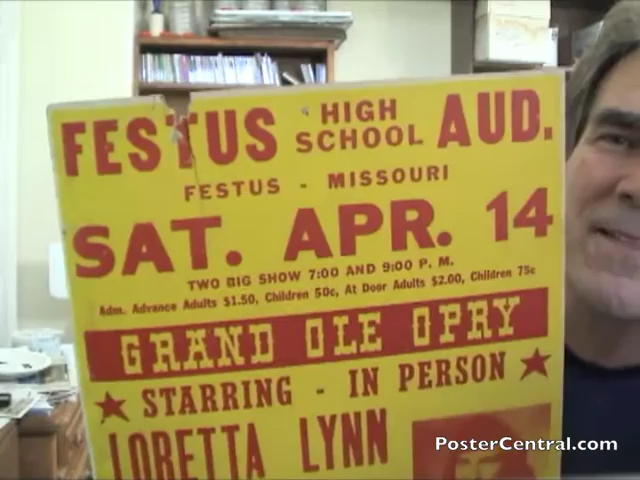 FESTUS HIGH SCHOOL AUD.
FESTUS - MISSOURI
SAT. APR. 14
TWO BIG SHOW 7:00 AND 9:00 P. M.
Adm. Advance Adults $1.50, Children 50c, At Door Adults $2.00, Children 75c
GRAND OLE OPRY
STARRING - IN PERSON
LORETTA LYNN
PosterCentral.com